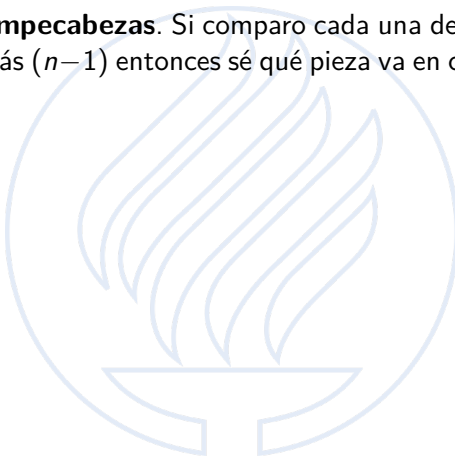 mpecabezas. Si comparo cada una de
ás (n−1) entonces sé qué pieza va en